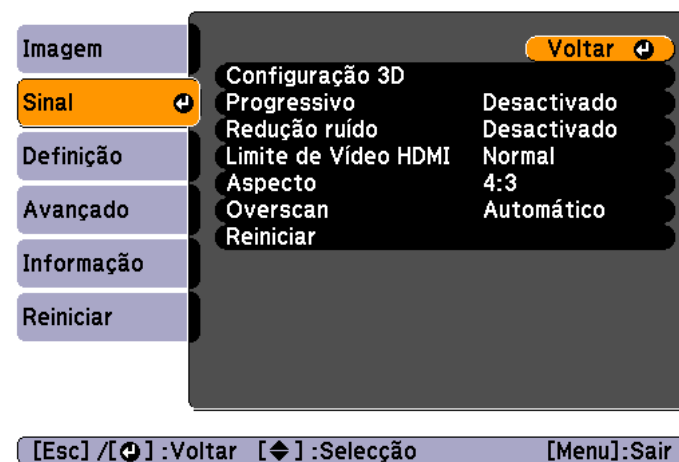 Imagem
Sinal
Definição
Avançado
Informação
Reiniciar
Voltar
Configuração 3D
Progressivo Desactivado
Redução ruído Desactivado
Limite de Vídeo HDMI Normal
Aspecto 4:3
Overscan Automático
Reiniciar
[Esc] /[ ] :Voltar [ ] :Selecção [Menu]:Sair